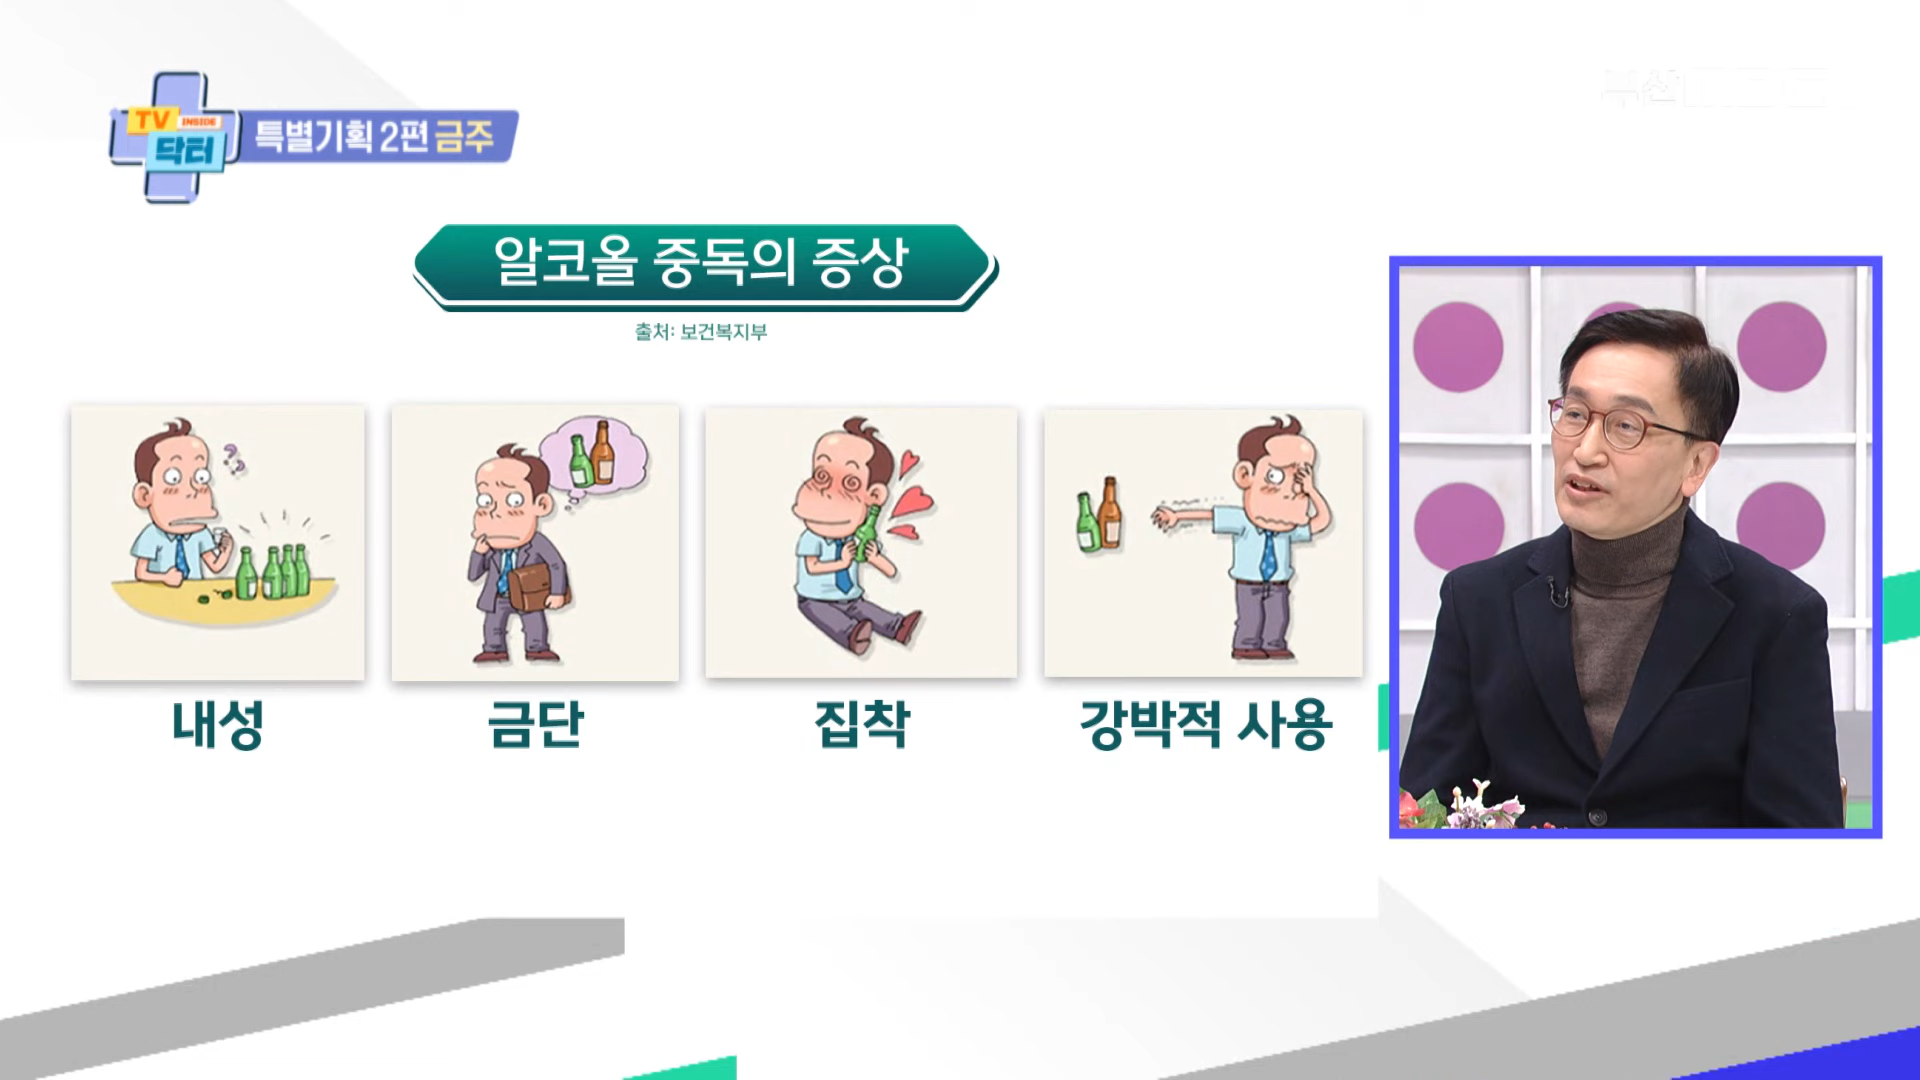 TV INSIDE
닥터
특별기획 2편 금주
부산
알코올 중독의 증상
출처: 보건복지부
내성
금단
집착
강박적 사용